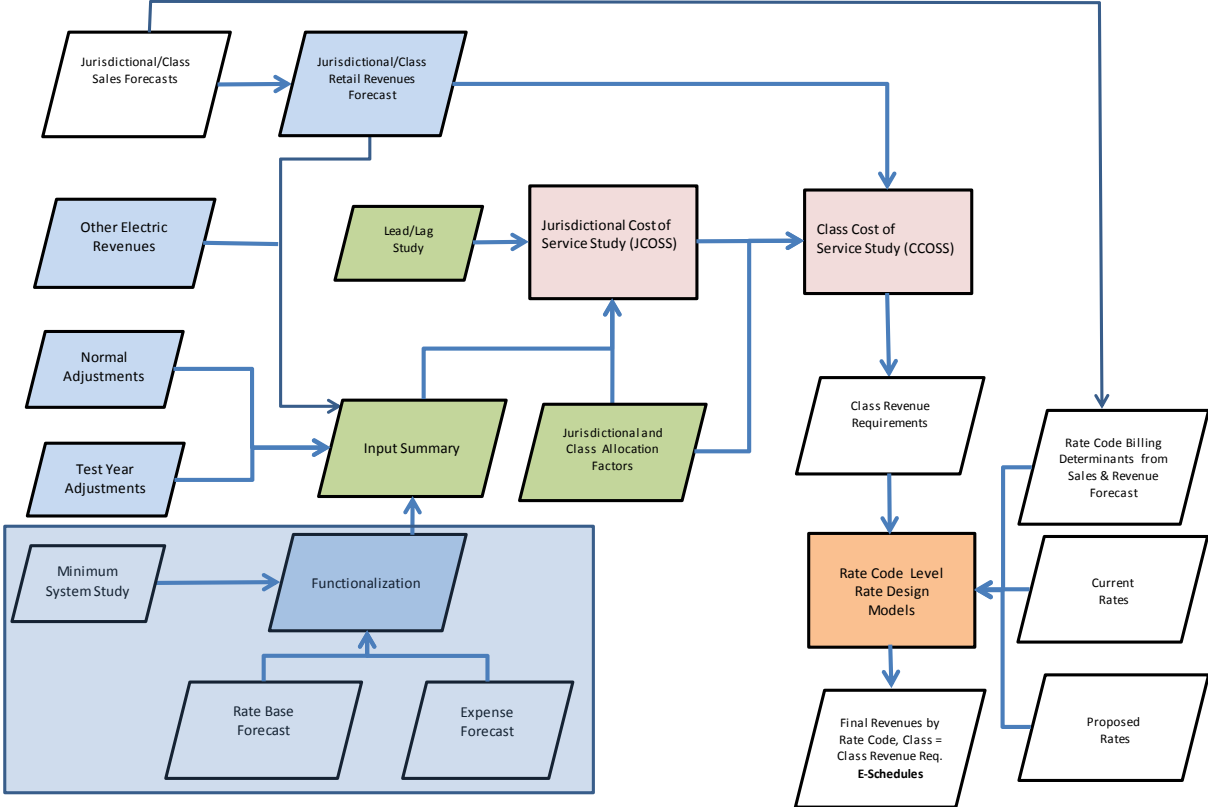 Jurisdictional/Class
Sales Forecasts
Jurisdictional/Class
Retail Revenues
Forecast
Other Electric
Revenues
Lead/Lag
Study
Jurisdictional Cost of
Service Study (JCOSS)
Class Cost of
Service Study (CCOSS)
Normal
Adjustments
Test Year
Adjustments
Input Summary
Jurisdictional and
Class Allocation
Factors
Class Revenue
Requirements
Rate Code Billing
Determinants from
Sales & Revenue
Forecast
Minimum
System Study
Functionalization
Rate Code Level
Rate Design
Models
Current
Rates
Rate Base
Forecast
Expense
Forecast
Final Revenues by
Rate Code, Class =
Class Revenue Req.
E-Schedules
Proposed
Rates